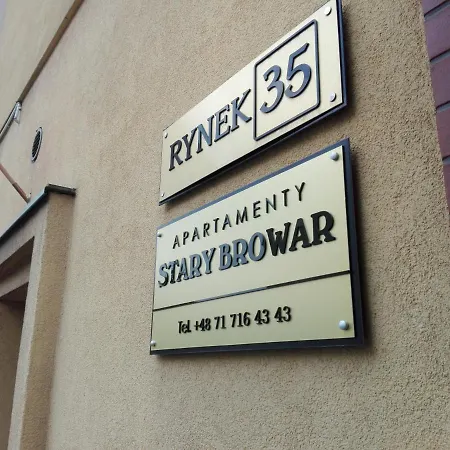 RYNEK 35
APARTAMENTY
STARY BROWAR
Tel. +48 71 716 43 43